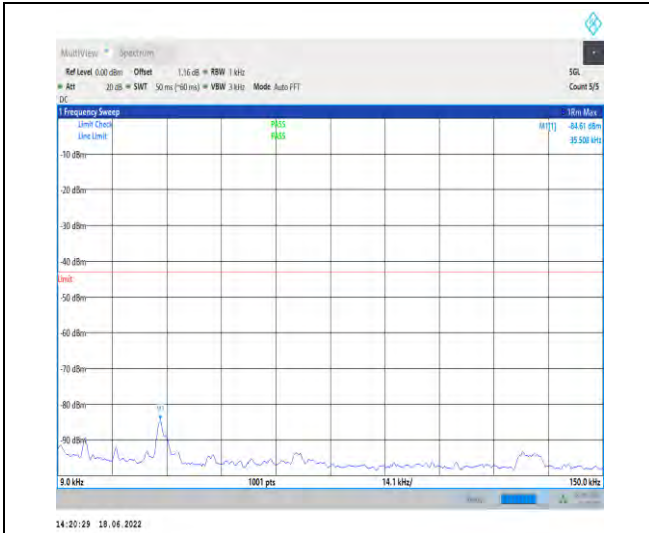 MultiView Spectrum
Ref Level 0.00 dBm Offset 1.16 dB RBW 1 kHz SGL
Att 20 dB SWT 50 ms (~60 ms) VBW 3 kHz Mode Auto FFT Count 5/5
DC
1 Frequency Sweep 1Rm Max
Limit Check PASS M1[1] -84.61 dBm
Line Limit PASS 35.500 kHz
-10 dBm
-20 dBm
-30 dBm
-40 dBm
Limit
-50 dBm
-60 dBm
-70 dBm
-80 dBm
M1
-90 dBm
9.0 kHz 1001 pts 14.1 kHz/ 150.0 kHz
14:20:29 18.06.2022